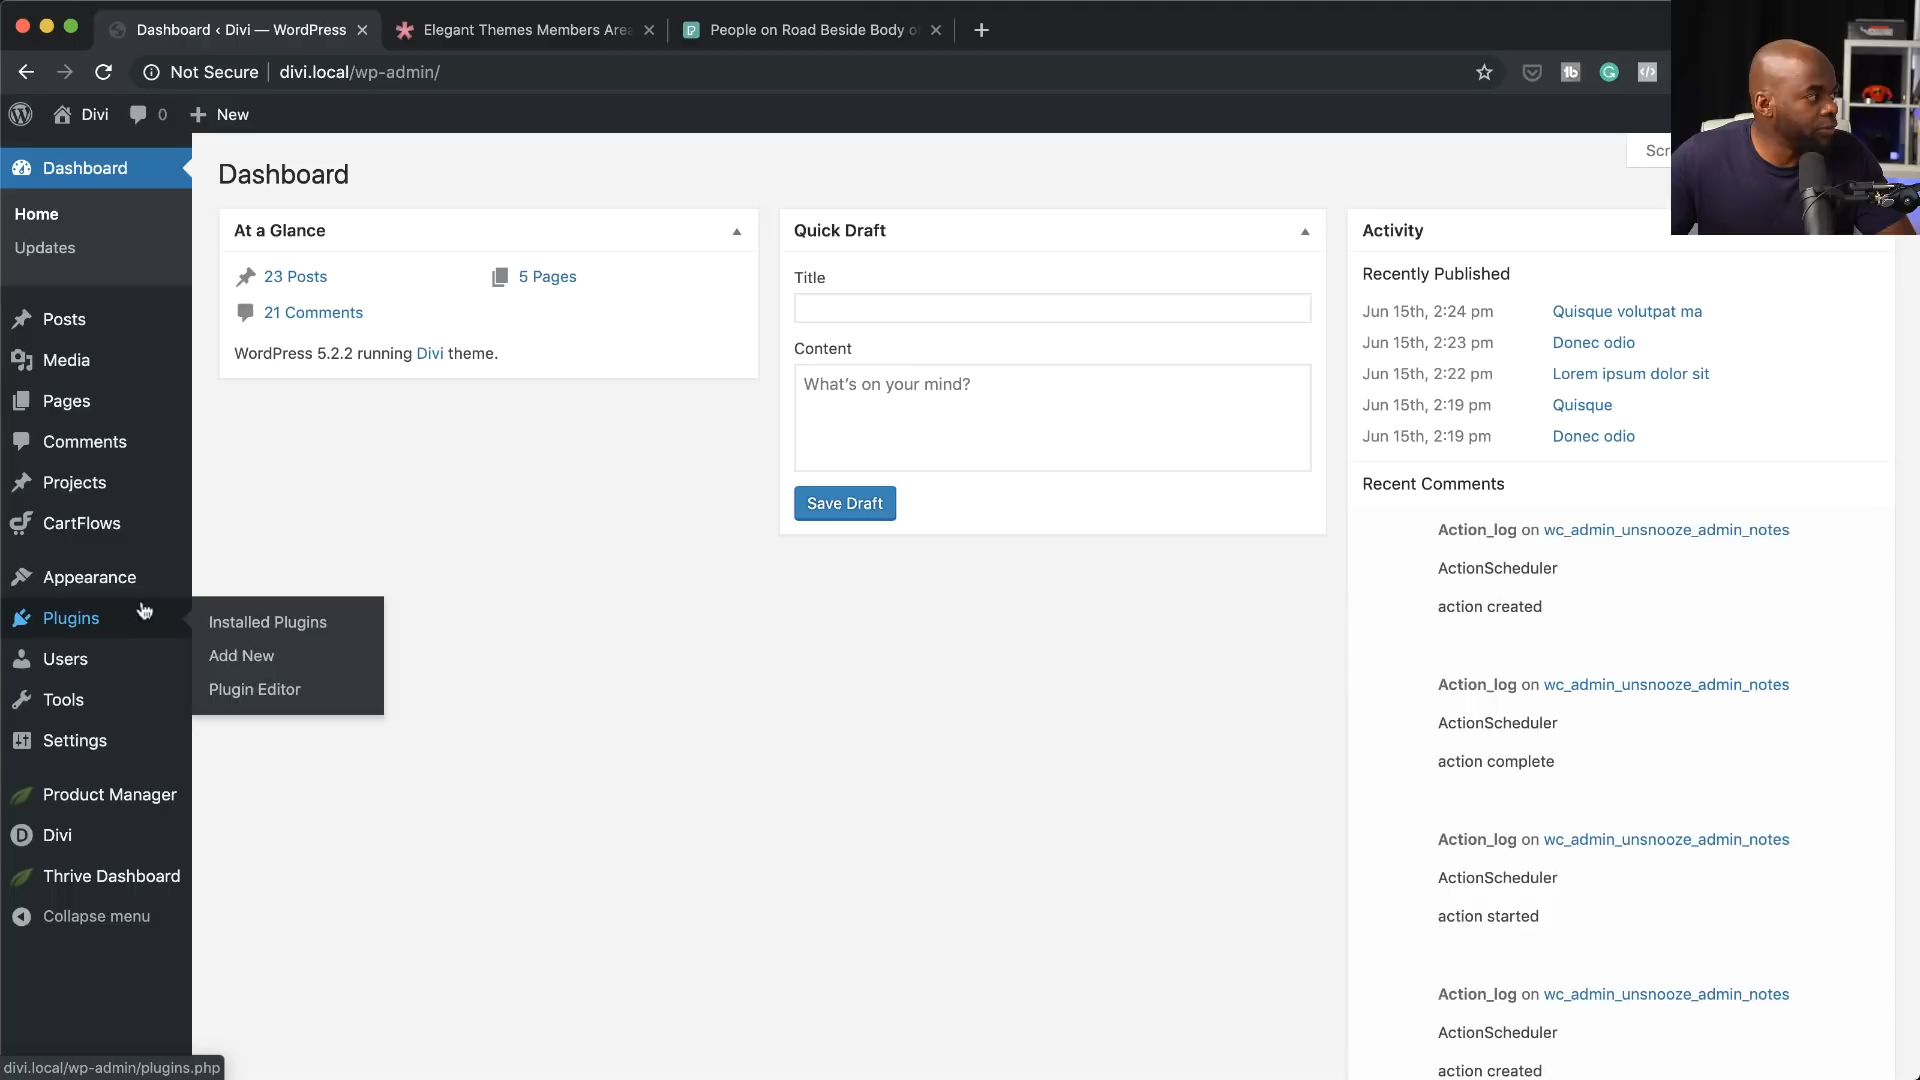 Dashboard ‹ Divi — WordPress
Elegant Themes Members Area
People on Road Beside Body of
Not Secure | divi.local/wp-admin/
Divi 0 New
Dashboard
Home
Updates
Posts
Media
Pages
Comments
Projects
CartFlows
Appearance
Plugins
Users
Tools
Settings
Product Manager
Divi
Thrive Dashboard
Collapse menu
Installed Plugins
Add New
Plugin Editor
divi.local/wp-admin/plugins.php
Dashboard
Scr
At a Glance
23 Posts
5 Pages
21 Comments
WordPress 5.2.2 running Divi theme.
Quick Draft
Title
Content
What's on your mind?
Save Draft
Activity
Recently Published
Jun 15th, 2:24 pm Quisque volutpat ma
Jun 15th, 2:23 pm Donec odio
Jun 15th, 2:22 pm Lorem ipsum dolor sit
Jun 15th, 2:19 pm Quisque
Jun 15th, 2:19 pm Donec odio
Recent Comments
Action_log on wc_admin_unsnooze_admin_notes
ActionScheduler
action created
Action_log on wc_admin_unsnooze_admin_notes
ActionScheduler
action complete
Action_log on wc_admin_unsnooze_admin_notes
ActionScheduler
action started
Action_log on wc_admin_unsnooze_admin_notes
ActionScheduler
action created